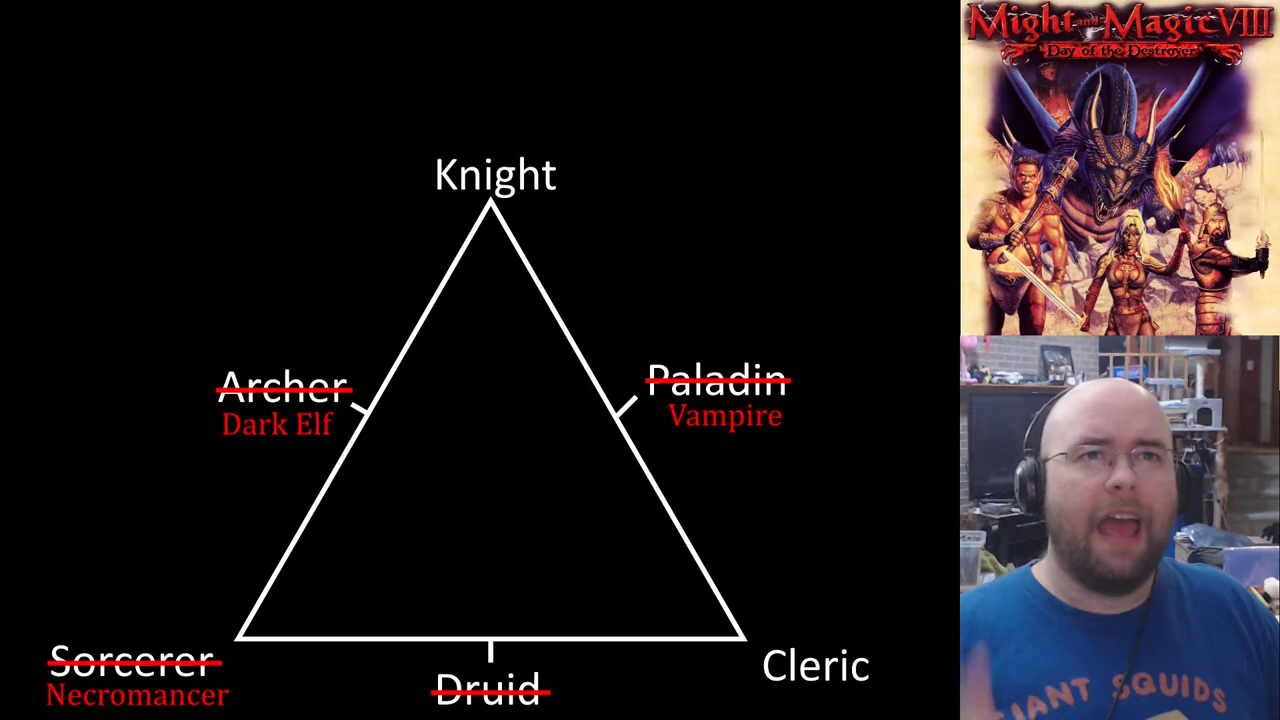 Might and Magic VIII
Day of the Destroyer
Knight
Archer
Dark Elf
Paladin
Vampire
Sorcerer
Necromancer
Druid
Cleric
GIANT SQUIDS